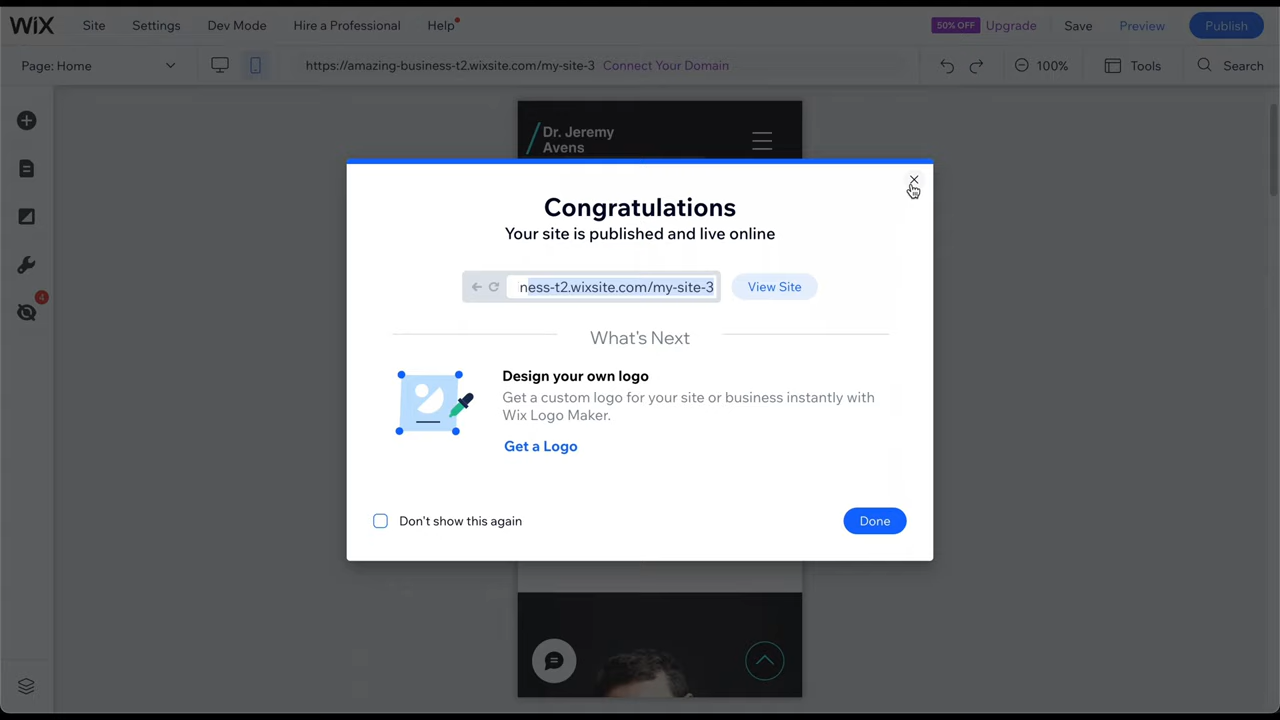 WiX Site Settings Dev Mode Hire a Professional Help 50% OFF Upgrade Save Preview Publish
Page: Home https://amazing-business-t2.wixsite.com/my-site-3 Connect Your Domain 100% Tools Search
Dr. Jeremy
Avens
Congratulations
Your site is published and live online
ness-t2.wixsite.com/my-site-3 View Site
4
What's Next
Design your own logo
Get a custom logo for your site or business instantly with
Wix Logo Maker.
Get a Logo
Don't show this again Done